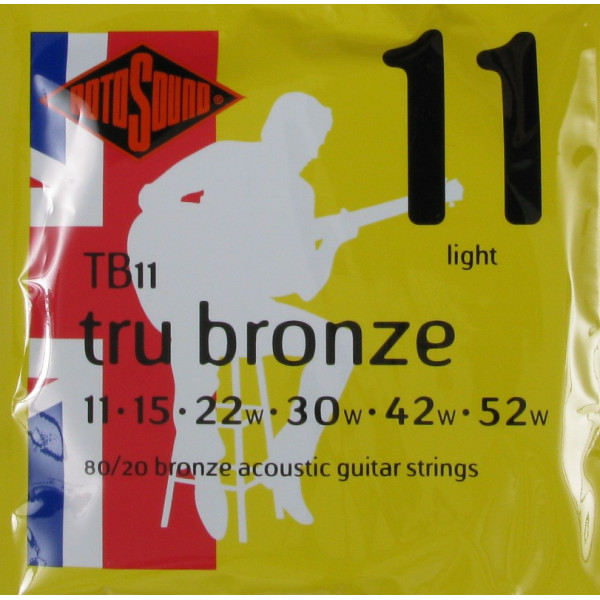 ROTOSOUND®
11
light
TB11
tru bronze
11 · 15 · 22w · 30w · 42w · 52w
80/20 bronze acoustic guitar strings